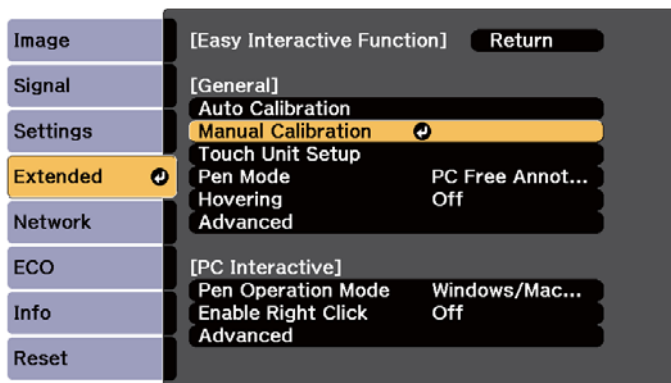 Image
Signal
Settings
Extended
Network
ECO
Info
Reset
[Easy Interactive Function] Return
[General]
Auto Calibration
Manual Calibration
Touch Unit Setup
Pen Mode PC Free Annot...
Hovering Off
Advanced
[PC Interactive]
Pen Operation Mode Windows/Mac...
Enable Right Click Off
Advanced